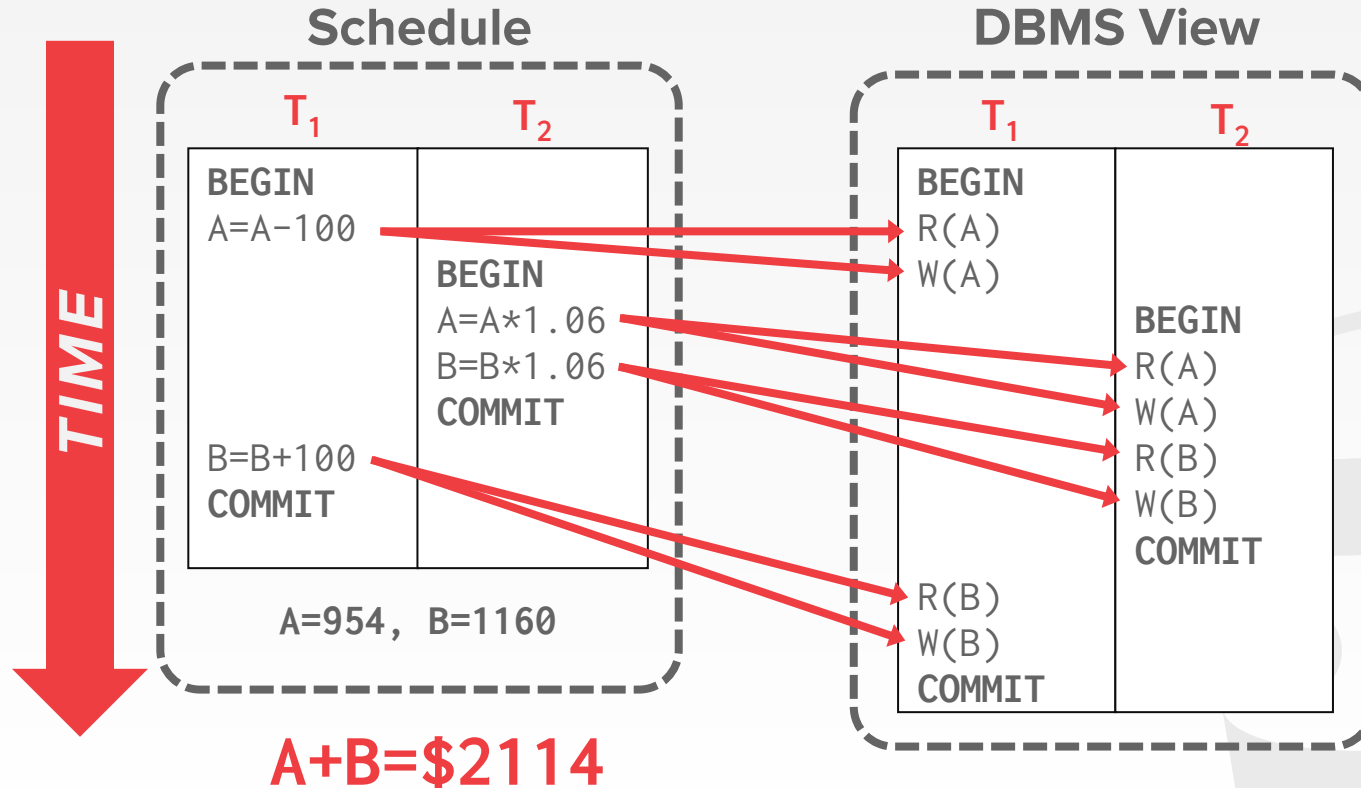 Schedule
T1 T2
BEGIN
A=A-100
BEGIN
A=A*1.06
B=B*1.06
COMMIT
B=B+100
COMMIT
A=954, B=1160
A+B=$2114
TIME
DBMS View
T1 T2
BEGIN
R(A)
W(A)
BEGIN
R(A)
W(A)
R(B)
W(B)
COMMIT
R(B)
W(B)
COMMIT